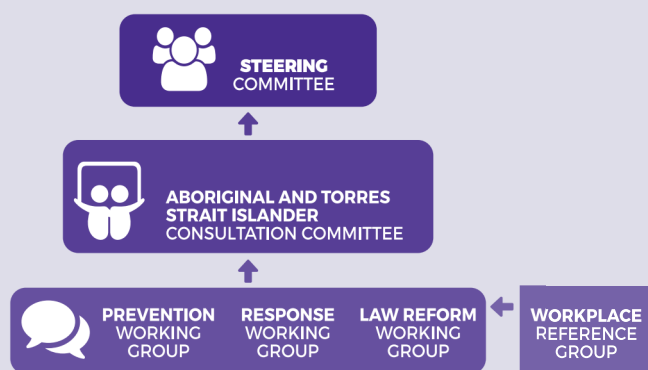 STEERING
COMMITTEE
ABORIGINAL AND TORRES
STRAIT ISLANDER
CONSULTATION COMMITTEE
PREVENTION
WORKING
GROUP
RESPONSE
WORKING
GROUP
LAW REFORM
WORKING
GROUP
WORKPLACE
REFERENCE
GROUP